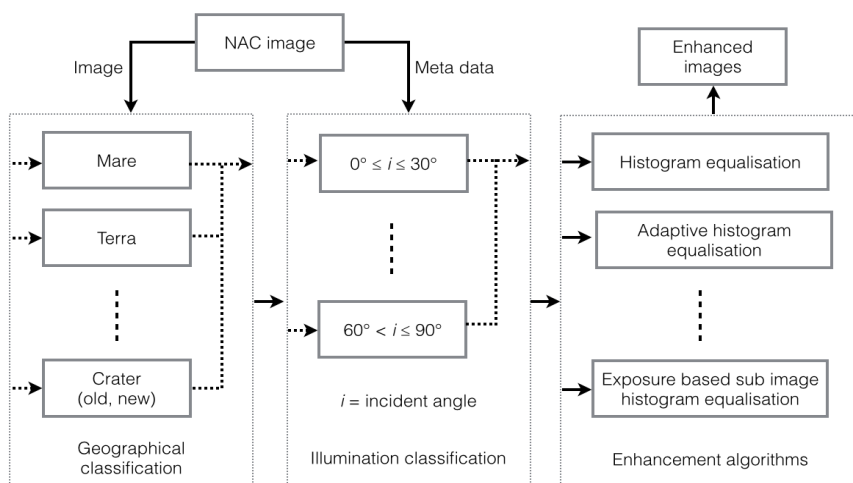 NAC image
Image
Meta data
Enhanced
images
Mare
Terra
Crater
(old, new)
Geographical
classification
0° ≤ i ≤ 30°
60° < i ≤ 90°
i = incident angle
Illumination classification
Histogram equalisation
Adaptive histogram
equalisation
Exposure based sub image
histogram equalisation
Enhancement algorithms